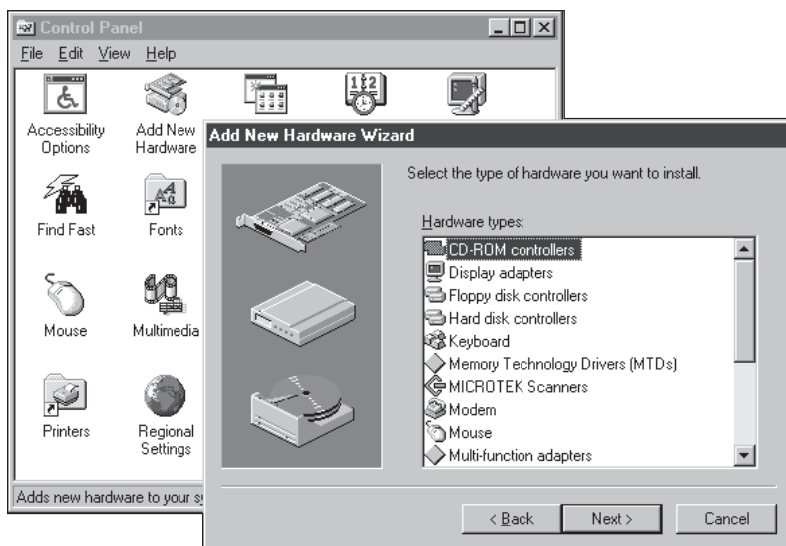 Control Panel
File Edit View Help
Accessibility
Options
Add New
Hardware
Find Fast
Fonts
Mouse
Multimedia
Printers
Regional
Settings
Adds new hardware to your s
Add New Hardware Wizard
Select the type of hardware you want to install.
Hardware types:
CD-ROM controllers
Display adapters
Floppy disk controllers
Hard disk controllers
Keyboard
Memory Technology Drivers (MTDs)
MICROTEK Scanners
Modem
Mouse
Multi-function adapters
< Back Next > Cancel